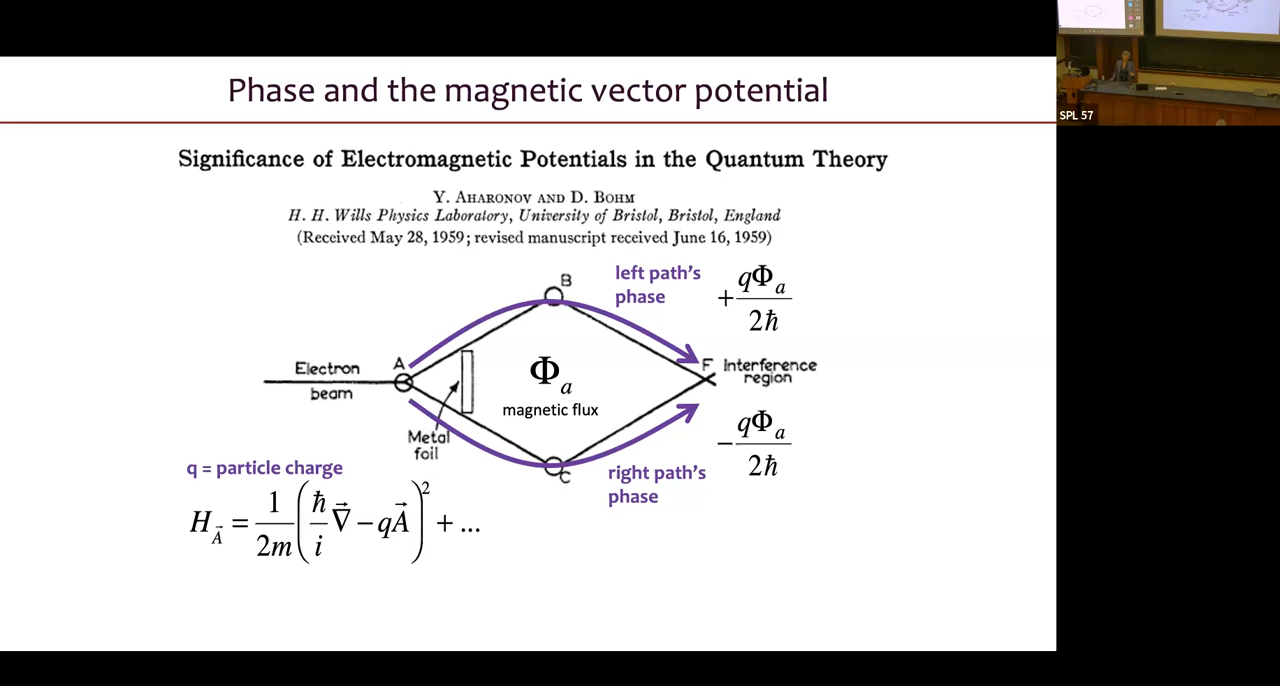 Phase and the magnetic vector potential
Significance of Electromagnetic Potentials in the Quantum Theory
Y. AHARONOV AND D. BOHM
H. H. Wills Physics Laboratory, University of Bristol, Bristol, England
(Received May 28, 1959; revised manuscript received June 16, 1959)
B
left path's
phase
+ qΦa / 2ħ
Electron
beam
A
Φa
magnetic flux
F Interference
region
Metal
foil
C
right path's
phase
− qΦa / 2ħ
q = particle charge
H_A⃗ = 1/2m (ħ/i ∇⃗ − qA⃗)² + ...
SPL 57